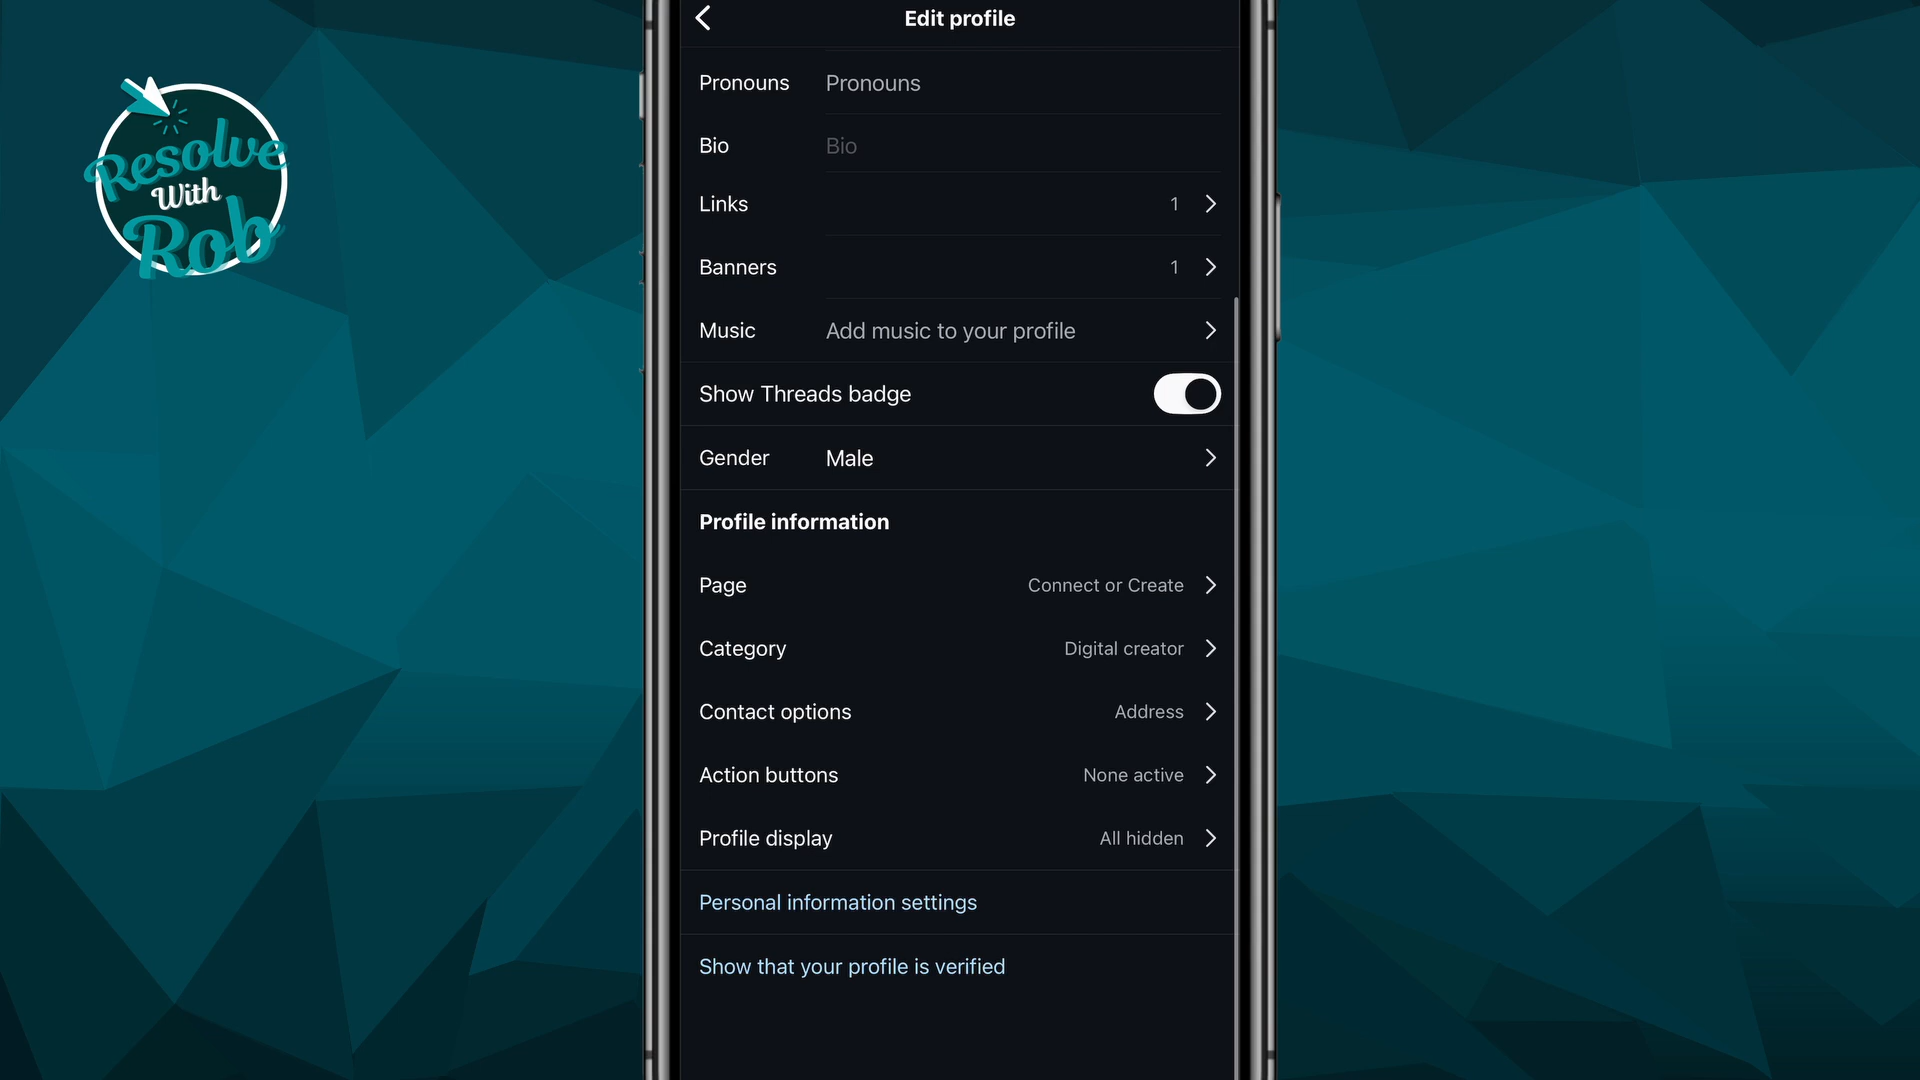 Resolve
With
Rob
Edit profile
Pronouns Pronouns
Bio Bio
Links 1
Banners 1
Music Add music to your profile
Show Threads badge
Gender Male
Profile information
Page Connect or Create
Category Digital creator
Contact options Address
Action buttons None active
Profile display All hidden
Personal information settings
Show that your profile is verified